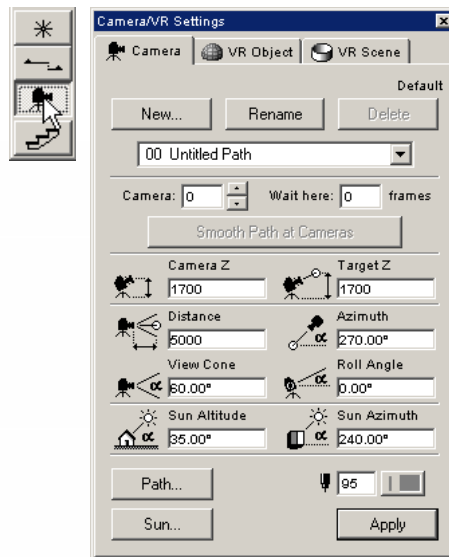 Camera/VR Settings
Camera VR Object VR Scene
Default
New... Rename Delete
00 Untitled Path
Camera: 0 Wait here: 0 frames
Smooth Path at Cameras
Camera Z Target Z
1700 1700
Distance Azimuth
5000 α 270.00°
View Cone Roll Angle
α 60.00° α 0.00°
Sun Altitude Sun Azimuth
α 35.00° α 240.00°
Path... 95
Sun... Apply